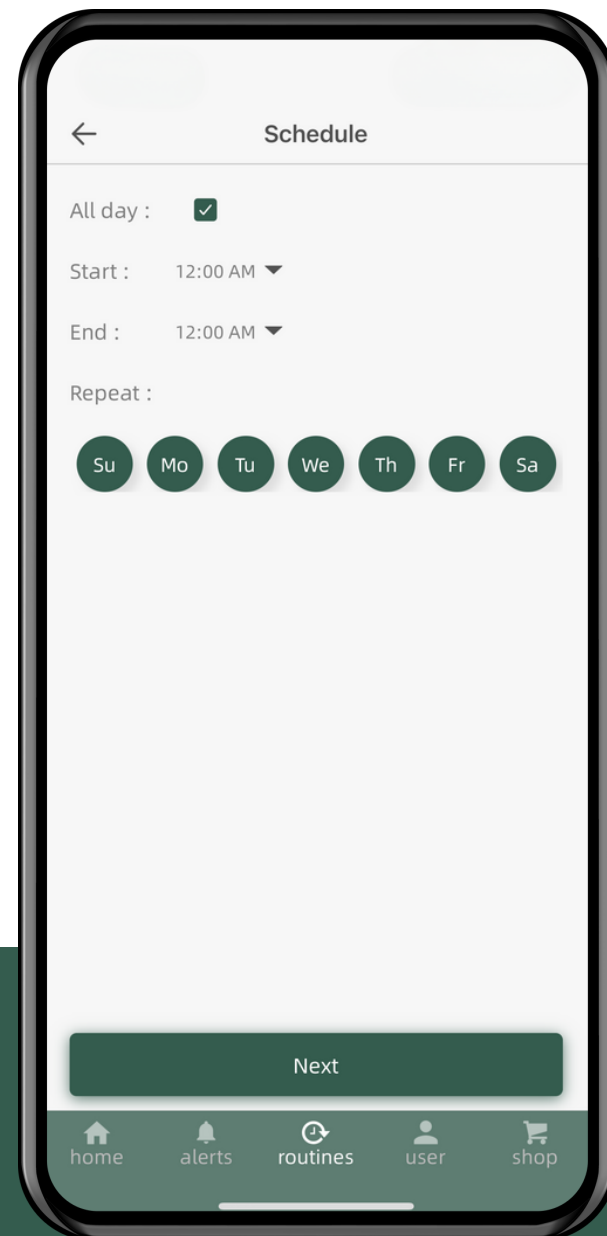 Schedule
All day :
Start : 12:00 AM
End : 12:00 AM
Repeat :
Su Mo Tu We Th Fr Sa
Next
home alerts routines user shop